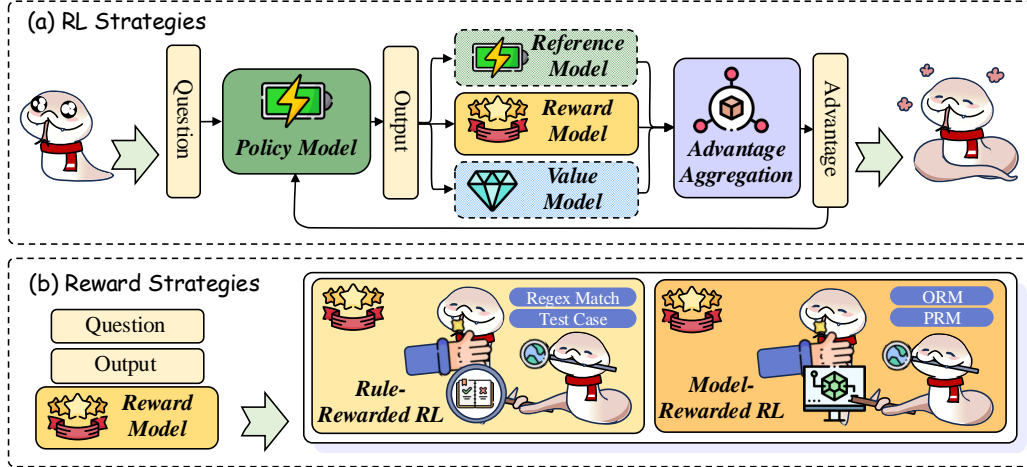 (a) RL Strategies
Question
Policy Model
Output
Reference
Model
Reward
Model
Value
Model
Advantage
Aggregation
Advantage
(b) Reward Strategies
Question
Output
Reward
Model
Regex Match
Test Case
Rule-
Rewarded RL
ORM
PRM
Model-
Rewarded RL